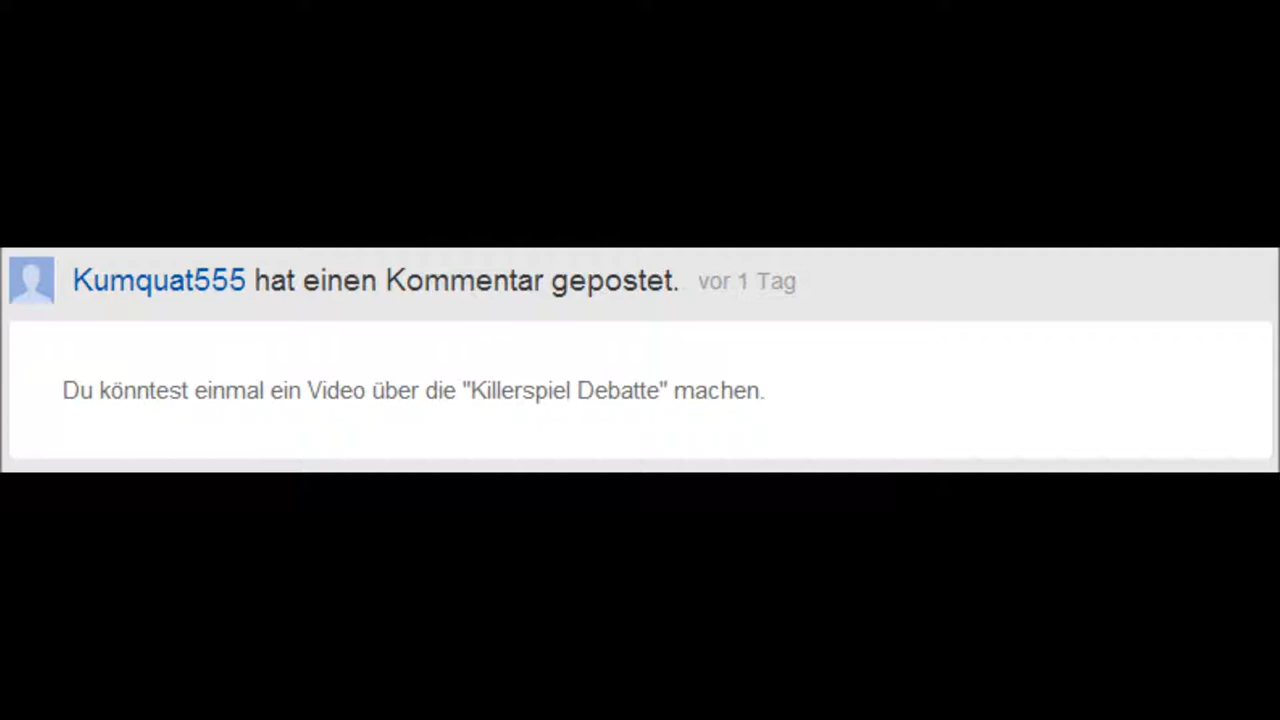 Kumquat555 hat einen Kommentar gepostet. vor 1 Tag
Du könntest einmal ein Video über die "Killerspiel Debatte" machen.